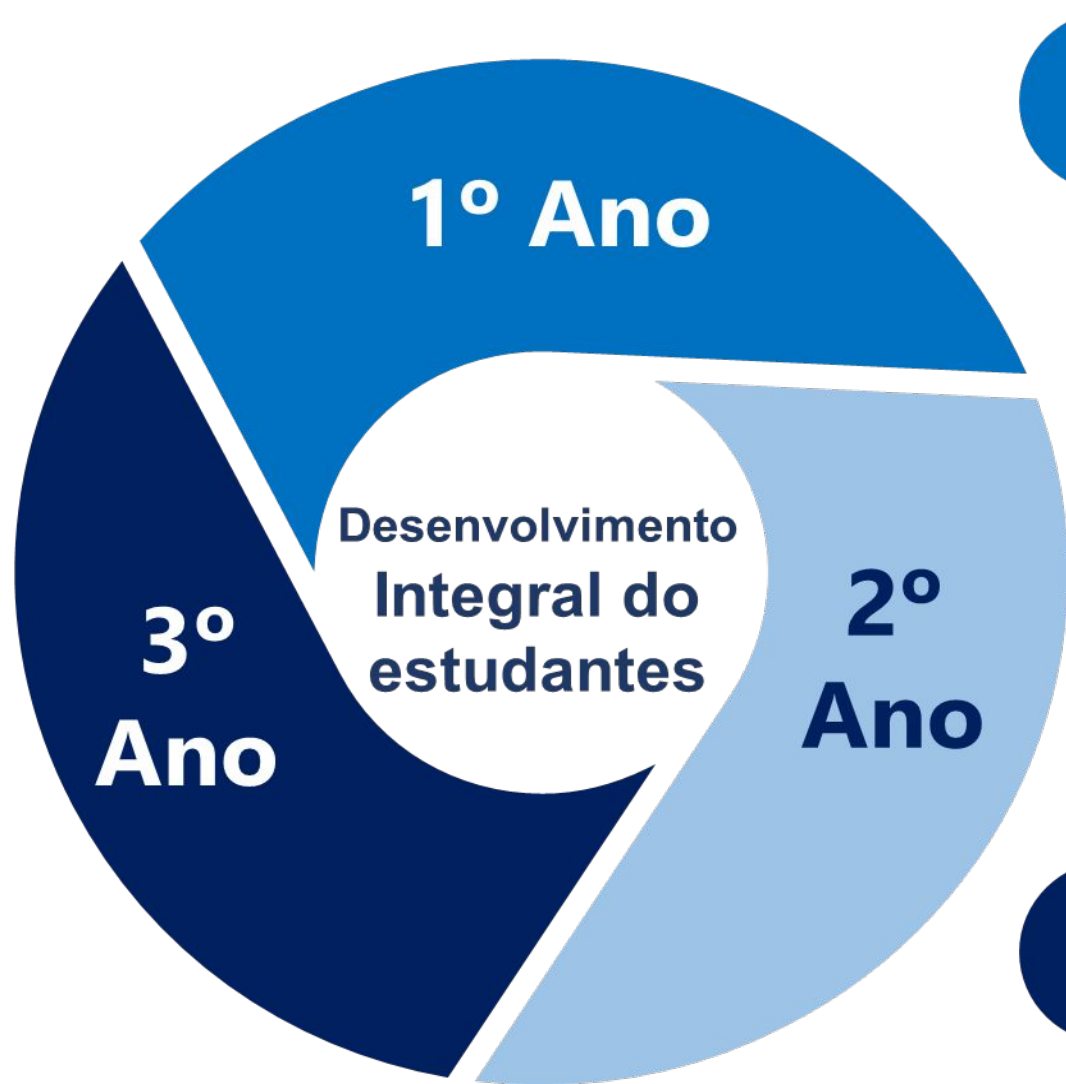 1º Ano
Desenvolvimento
Integral do
estudantes
2º
Ano
3º
Ano